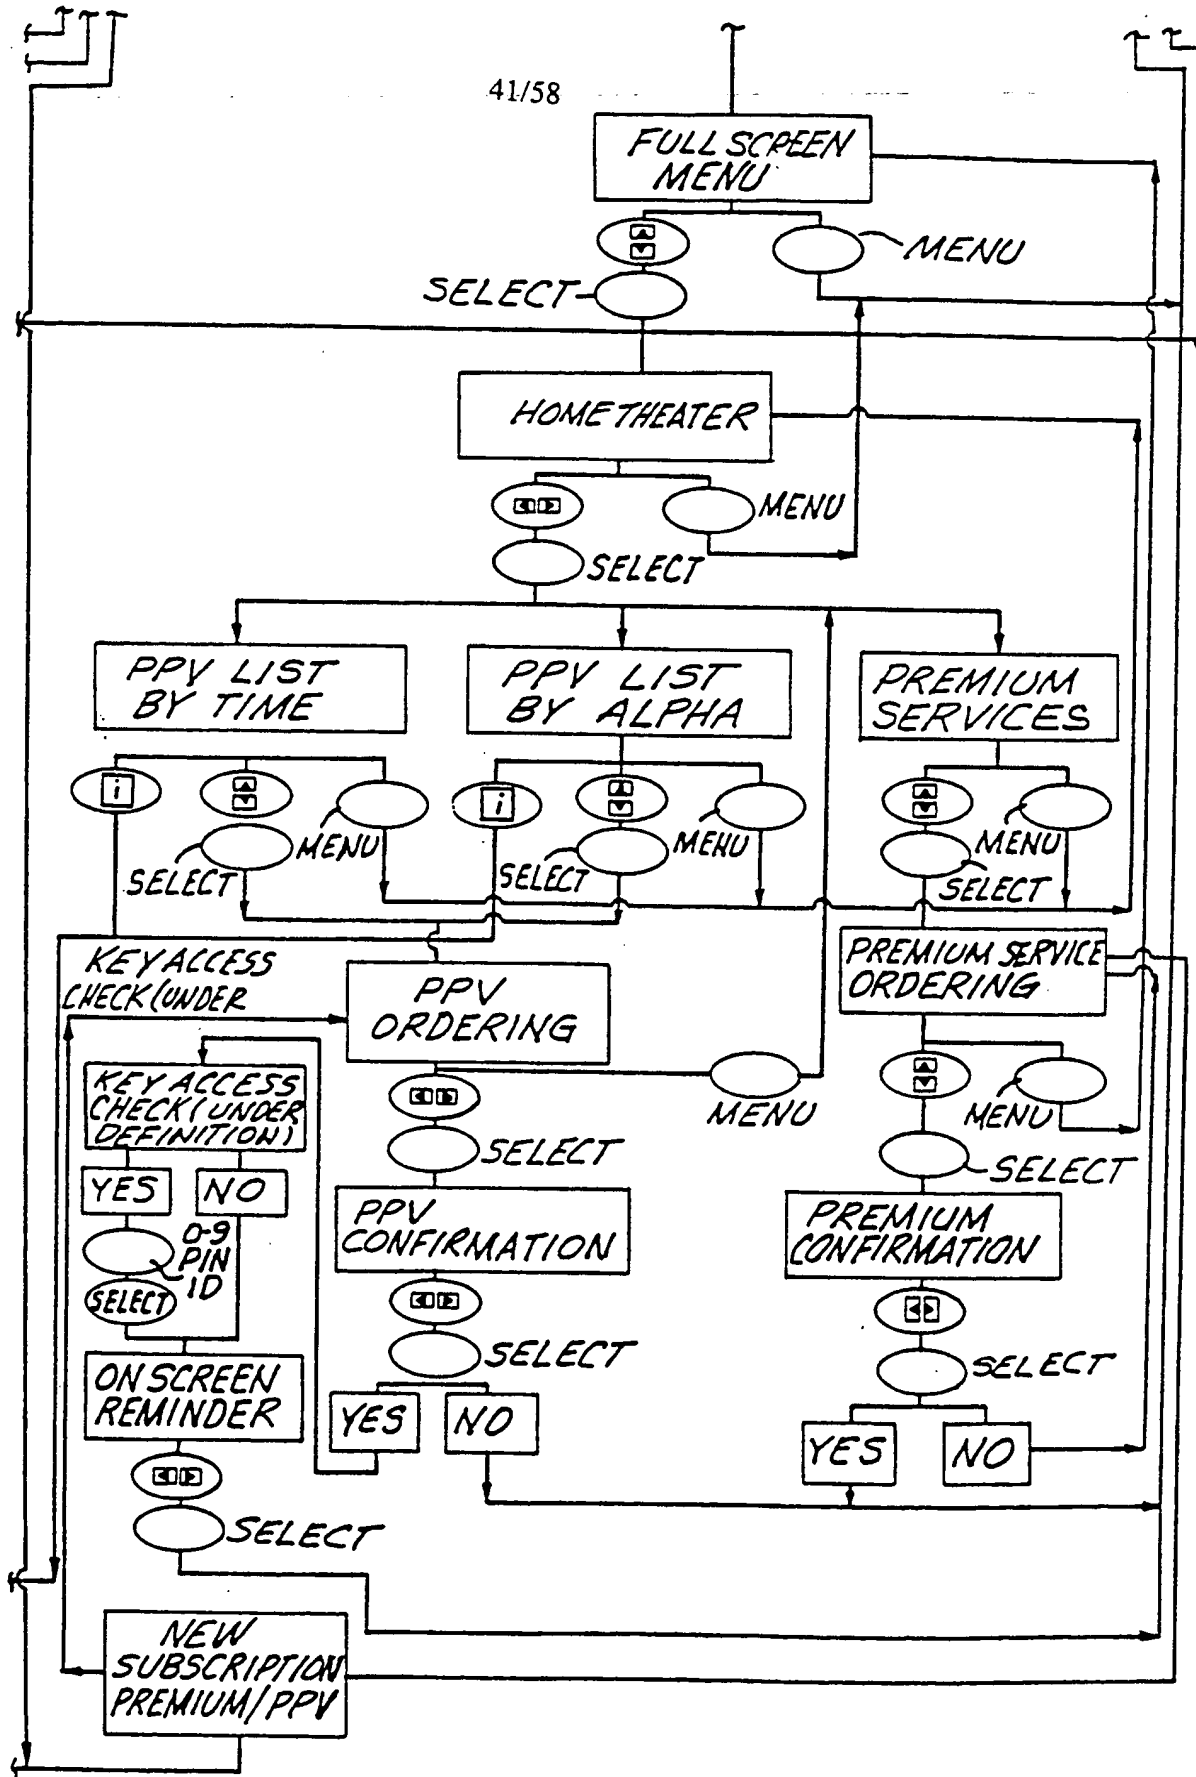 41/58
FULL SCREEN
MENU
MENU
SELECT
HOME THEATER
MENU
SELECT
PPV LIST
BY TIME
PPV LIST
BY ALPHA
PREMIUM
SERVICES
i
MENU
SELECT
i
MENU
SELECT
MENU
SELECT
KEY ACCESS
CHECK (UNDER
PPV
ORDERING
PREMIUM SERVICE
ORDERING
KEY ACCESS
CHECK (UNDER
DEFINITION)
MENU
MENU
SELECT
SELECT
YES
NO
0-9
PIN
ID
SELECT
PPV
CONFIRMATION
PREMIUM
CONFIRMATION
SELECT
SELECT
ON SCREEN
REMINDER
YES
NO
YES
NO
SELECT
NEW
SUBSCRIPTION
PREMIUM/PPV